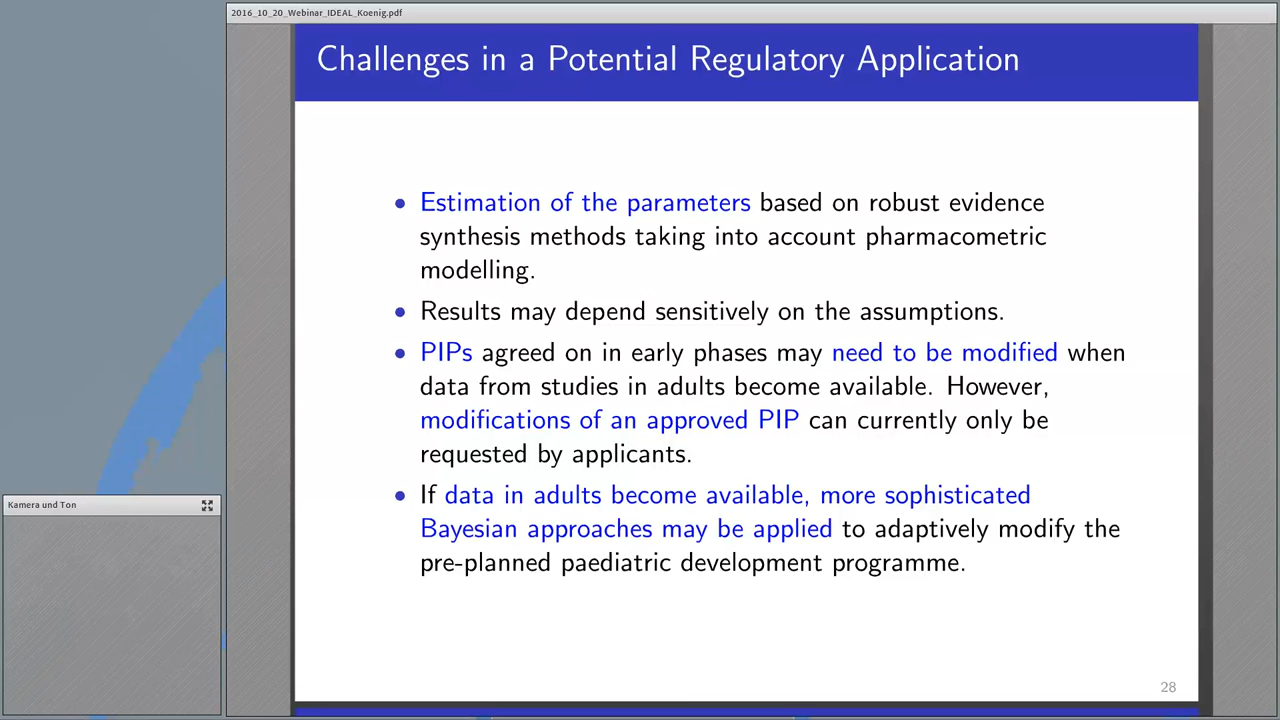 2016_10_20_Webinar_IDEAL_Koenig.pdf
Challenges in a Potential Regulatory Application
• Estimation of the parameters based on robust evidence
synthesis methods taking into account pharmacometric
modelling.
• Results may depend sensitively on the assumptions.
• PIPs agreed on in early phases may need to be modified when
data from studies in adults become available. However,
modifications of an approved PIP can currently only be
requested by applicants.
• If data in adults become available, more sophisticated
Bayesian approaches may be applied to adaptively modify the
pre-planned paediatric development programme.
28
Kamera und Ton